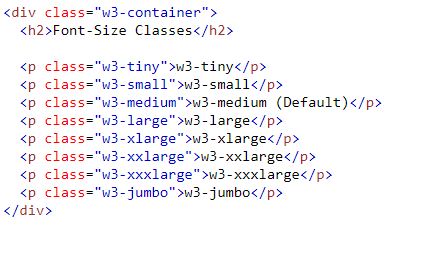 <div class="w3-container">
  <h2>Font-Size Classes</h2>

  <p class="w3-tiny">w3-tiny</p>
  <p class="w3-small">w3-small</p>
  <p class="w3-medium">w3-medium (Default)</p>
  <p class="w3-large">w3-large</p>
  <p class="w3-xlarge">w3-xlarge</p>
  <p class="w3-xxlarge">w3-xxlarge</p>
  <p class="w3-xxxlarge">w3-xxxlarge</p>
  <p class="w3-jumbo">w3-jumbo</p>
</div>